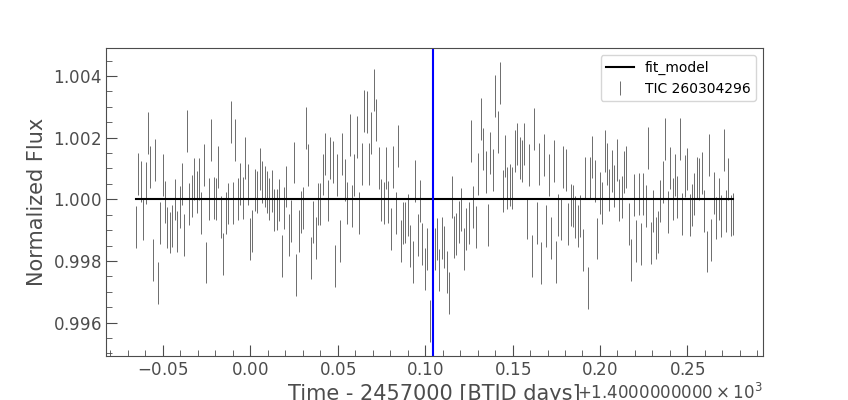 Normalized Flux
1.004
1.002
1.000
0.998
0.996
fit_model
TIC 260304296
−0.05
0.00
0.05
0.10
0.15
0.20
0.25
Time - 2457000 [BTJD days]
+1.4000000000 × 10³